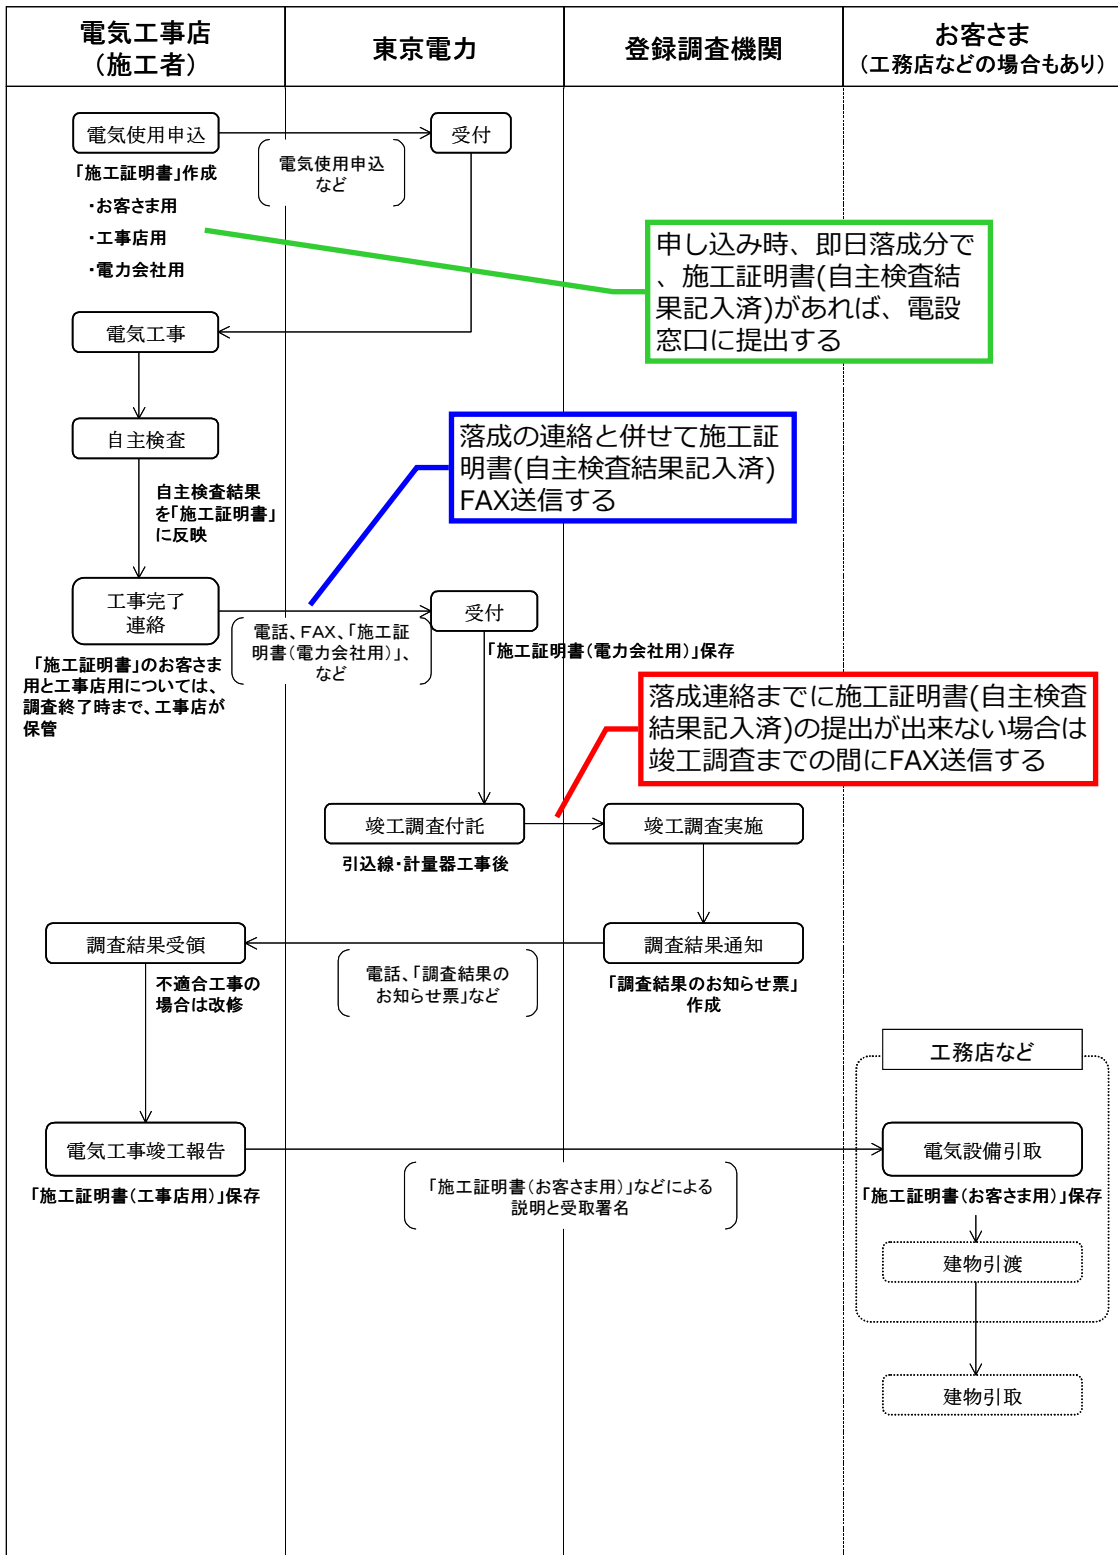 電気工事店
(施工者)
東京電力
登録調査機関
お客さま
(工務店などの場合もあり)
電気使用申込
受付
電気使用申込
など
「施工証明書」作成
・お客さま用
・工事店用
・電力会社用
申し込み時、即日落成分で
、施工証明書(自主検査結
果記入済)があれば、電設
窓口に提出する
電気工事
自主検査
落成の連絡と併せて施工証
明書(自主検査結果記入済)
FAX送信する
自主検査結果
を「施工証明書」
に反映
工事完了
連絡
受付
電話、FAX、「施工証
明書(電力会社用)」、
など
「施工証明書(電力会社用)」保存
「施工証明書」のお客さま
用と工事店用については、
調査終了時まで、工事店が
保管
落成連絡までに施工証明書(自主検査
結果記入済)の提出が出来ない場合は
竣工調査までの間にFAX送信する
竣工調査付託
竣工調査実施
引込線・計量器工事後
調査結果受領
調査結果通知
電話、「調査結果の
お知らせ票」など
不適合工事の
場合は改修
「調査結果のお知らせ票」
作成
工務店など
電気工事竣工報告
電気設備引取
「施工証明書(工事店用)」保存
「施工証明書(お客さま用)」などによる
説明と受取署名
「施工証明書(お客さま用)」保存
建物引渡
建物引取